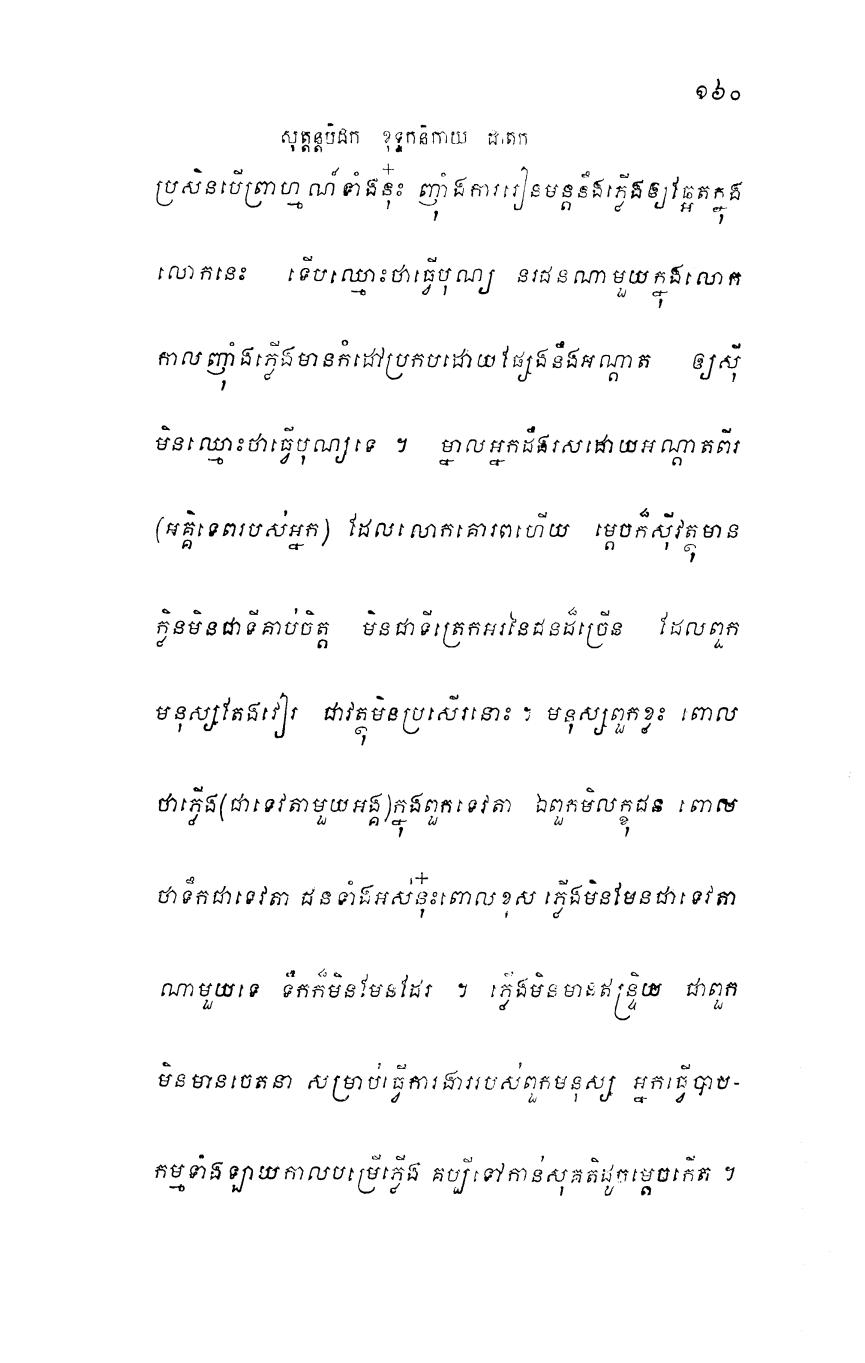 ១៦០
សុត្តន្តបិដក ខុទ្ទកនិកាយ ជាតក
ប្រសិនបើព្រាហ្មណ៍ទាំងនុ៎ះ ញុំាងការរៀនមន្តនឹងភ្លើងឲ្យឆ្អែតក្នុង
លោកនេះ ទើបឈ្មោះថាធ្វើបុណ្យ នរជនណាមួយក្នុងលោក
កាលញុំាងភ្លើងមានកំដៅប្រកបដោយផ្សែងនឹងអណ្តាត ឲ្យស៊ី
មិនឈ្មោះថាធ្វើបុណ្យទេ ។ ម្នាលអ្នកដឹងរសដោយអណ្តាតពីរ
(អគ្គិទេពរបស់អ្នក) ដែលលោកគោរពហើយ ម្តេចក៏ស៊ីវត្ថុមាន
ក្លិនមិនជាទីគាប់ចិត្ត មិនជាទីត្រេកអរនៃជនដ៏ច្រើន ដែលពួក
មនុស្សតែងវៀរ ជាវត្ថុមិនប្រសើរនោះ ។ មនុស្សពួកខ្លះ ពោល
ថាភ្លើង(ជាទេវតាមួយអង្គ)ក្នុងពួកទេវតា ឯពួកមិលក្ខុជន ពោល
ថាទឹកជាទេវតា ជនទាំងអស់នុ៎ះពោលខុស ភ្លើងមិនមែនជាទេវតា
ណាមួយទេ ទឹកក៏មិនមែនដែរ ។ ភ្លើងមិនមានឥន្ទ្រិយ ជាពួក
មិនមានចេតនា សម្រាប់ធ្វើការងាររបស់ពួកមនុស្ស អ្នកធ្វើបាប-
កម្មទាំងឡាយកាលបម្រើភ្លើង គប្បីទៅកាន់សុគតិដូចម្តេចកើត ។